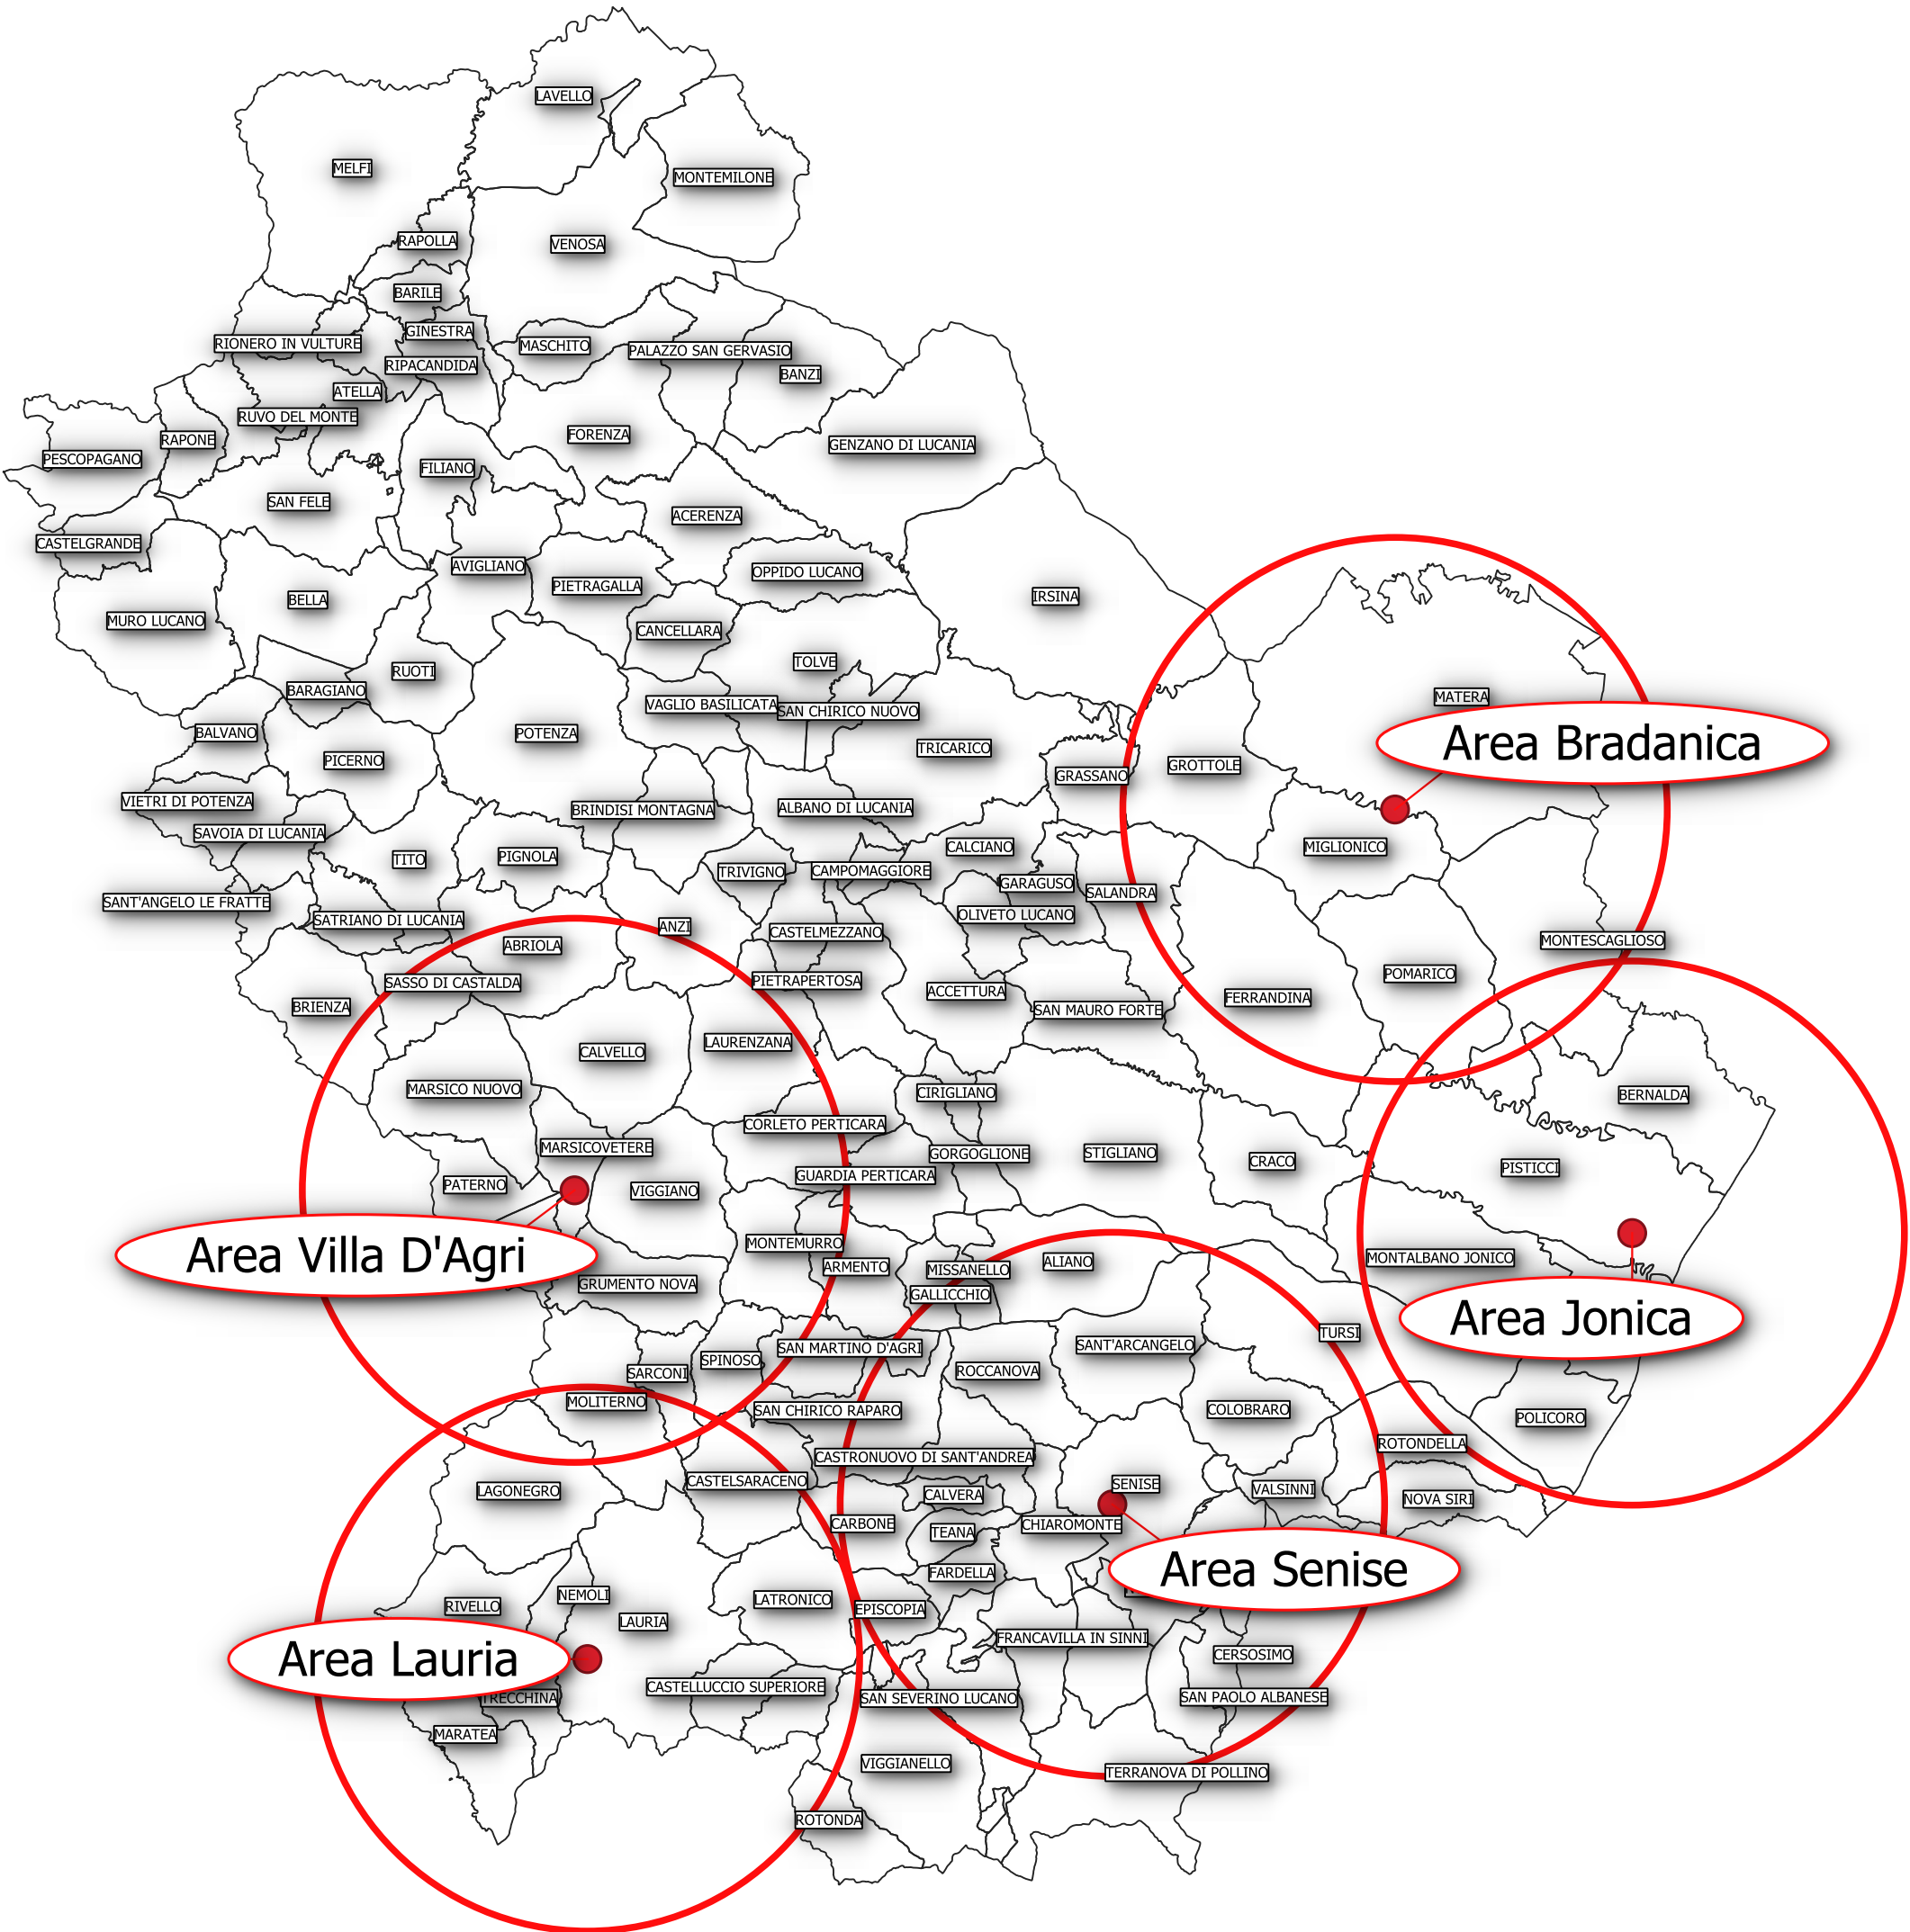 LAVELLO
MELFI
MONTEMILONE
RAPOLLA
VENOSA
BARILE
GINESTRA
RIONERO IN VULTURE
MASCHITO
PALAZZO SAN GERVASIO
RIPACANDIDA
BANZI
ATELLA
RUVO DEL MONTE
FORENZA
RAPONE
GENZANO DI LUCANIA
PESCOPAGANO
FILIANO
SAN FELE
ACERENZA
CASTELGRANDE
AVIGLIANO
OPPIDO LUCANO
PIETRAGALLA
IRSINA
BELLA
MURO LUCANO
CANCELLARA
TOLVE
RUOTI
BARAGIANO
MATERA
VAGLIO BASILICATA
SAN CHIRICO NUOVO
BALVANO
POTENZA
Area Bradanica
TRICARICO
PICERNO
GROTTOLE
GRASSANO
VIETRI DI POTENZA
BRINDISI MONTAGNA
ALBANO DI LUCANIA
SAVOIA DI LUCANIA
CALCIANO
MIGLIONICO
TITO
PIGNOLA
TRIVIGNO
CAMPOMAGGIORE
GARAGUSO
SALANDRA
SANT'ANGELO LE FRATTE
OLIVETO LUCANO
SATRIANO DI LUCANIA
ANZI
CASTELMEZZANO
MONTESCAGLIOSO
ABRIOLA
POMARICO
SASSO DI CASTALDA
PIETRAPERTOSA
ACCETTURA
FERRANDINA
BRIENZA
SAN MAURO FORTE
LAURENZANA
CALVELLO
MARSICO NUOVO
CIRIGLIANO
BERNALDA
CORLETO PERTICARA
MARSICOVETERE
GORGOGLIONE
STIGLIANO
CRACO
PISTICCI
GUARDIA PERTICARA
PATERNO
VIGGIANO
MONTEMURRO
Area Villa D'Agri
MONTALBANO JONICO
ALIANO
ARMENTO
MISSANELLO
GRUMENTO NOVA
GALLICCHIO
Area Jonica
TURSI
SAN MARTINO D'AGRI
SANT'ARCANGELO
SPINOSO
SARCONI
ROCCANOVA
MOLITERNO
SAN CHIRICO RAPARO
COLOBRARO
POLICORO
ROTONDELLA
CASTRONUOVO DI SANT'ANDREA
CASTELSARACENO
SENISE
LAGONEGRO
CALVERA
VALSINNI
NOVA SIRI
CARBONE
TEANA
CHIAROMONTE
Area Senise
FARDELLA
NEMOLI
LATRONICO
RIVELLO
EPISCOPIA
LAURIA
FRANCAVILLA IN SINNI
CERSOSIMO
Area Lauria
CASTELLUCCIO SUPERIORE
TRECCHINA
SAN SEVERINO LUCANO
SAN PAOLO ALBANESE
MARATEA
VIGGIANELLO
TERRANOVA DI POLLINO
ROTONDA